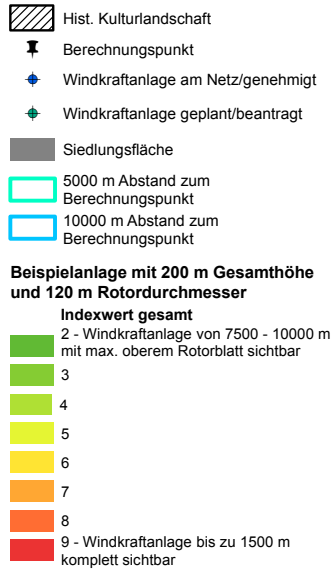 Hist. Kulturlandschaft
Berechnungspunkt
Windkraftanlage am Netz/genehmigt
Windkraftanlage geplant/beantragt
Siedlungsfläche
5000 m Abstand zum
Berechnungspunkt
10000 m Abstand zum
Berechnungspunkt
Beispielanlage mit 200 m Gesamthöhe
und 120 m Rotordurchmesser
Indexwert gesamt
2 - Windkraftanlage von 7500 - 10000 m
mit max. oberem Rotorblatt sichtbar
3
4
5
6
7
8
9 - Windkraftanlage bis zu 1500 m
komplett sichtbar